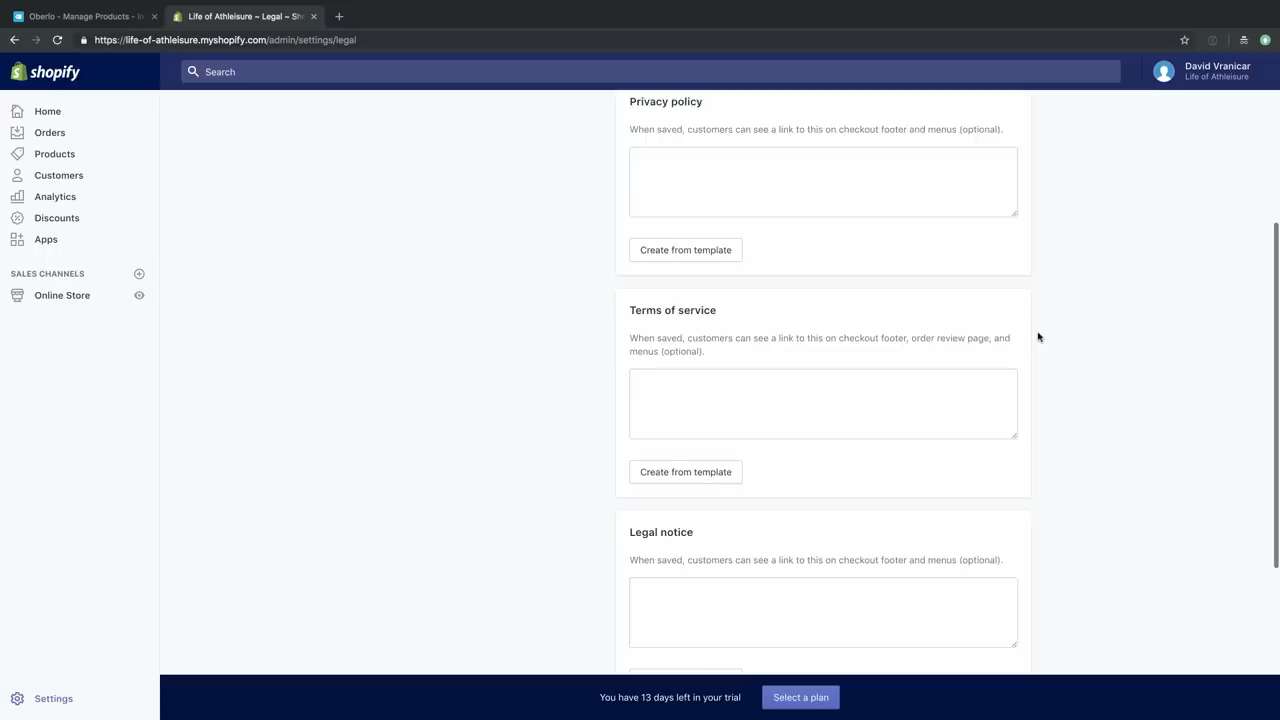 Oberlo - Manage Products - In
Life of Athleisure ~ Legal ~ Sh
https://life-of-athleisure.myshopify.com/admin/settings/legal
shopify
Search
David Vranicar
Life of Athleisure
Home
Orders
Products
Customers
Analytics
Discounts
Apps
SALES CHANNELS
Online Store
Settings
Privacy policy
When saved, customers can see a link to this on checkout footer and menus (optional).
Create from template
Terms of service
When saved, customers can see a link to this on checkout footer, order review page, and
menus (optional).
Create from template
Legal notice
When saved, customers can see a link to this on checkout footer and menus (optional).
You have 13 days left in your trial
Select a plan